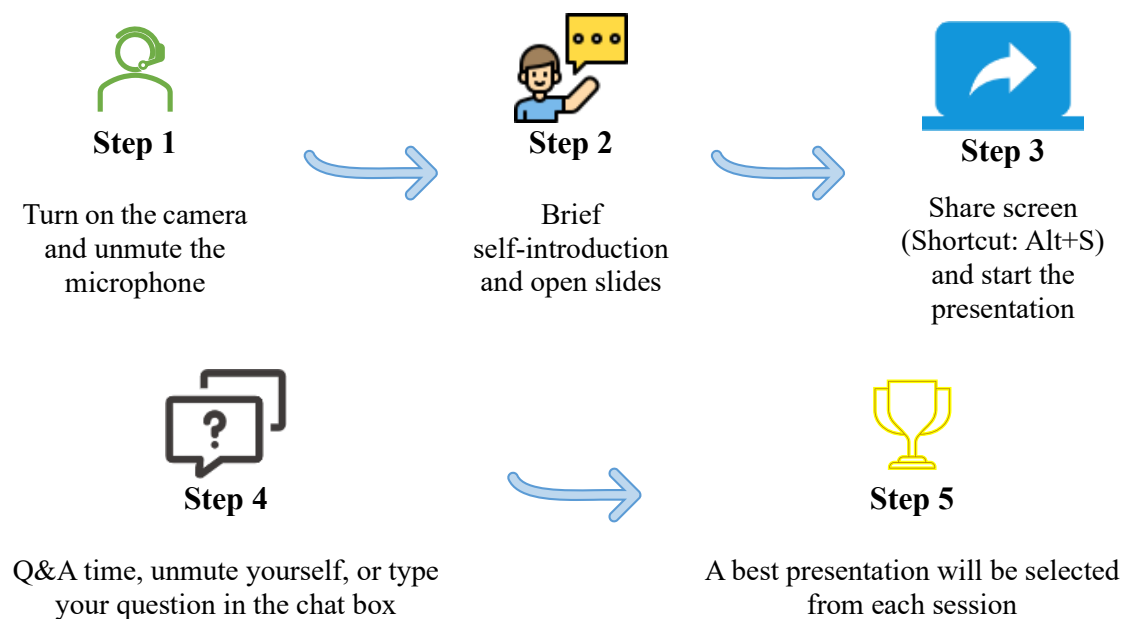 Step 1
Turn on the camera
and unmute the
microphone
Step 2
Brief
self-introduction
and open slides
Step 3
Share screen
(Shortcut: Alt+S)
and start the
presentation
?
Step 4
Q&A time, unmute yourself, or type
your question in the chat box
Step 5
A best presentation will be selected
from each session